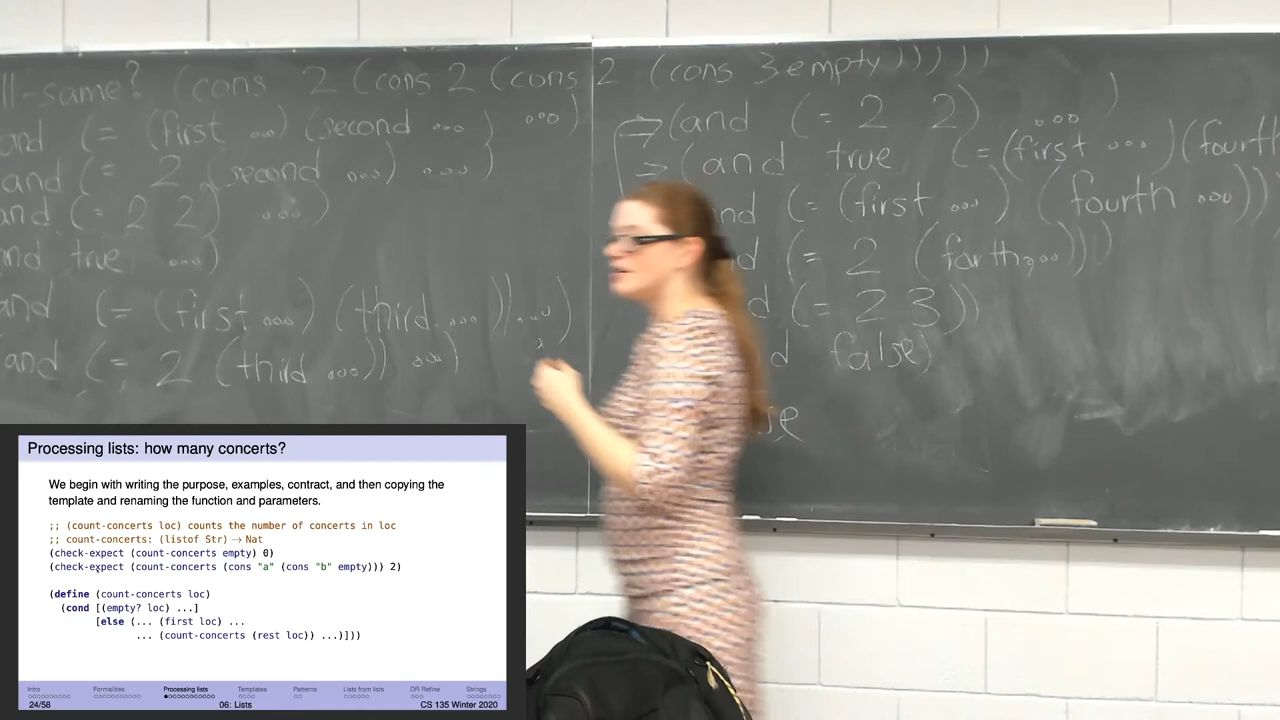 ll-same? (cons 2 (cons 2 (cons 2 (cons 3 empty)))))
and (= (first ...) (second ...) ...)
and (= 2 (second ...) ...)
and (= 2 2) ...)
nd true ...)
and (= (first ...) (third ...)) ...)
and (= 2 (third ...)) ...)
⇒ (and (= 2 2) ... )
⇒ (and true (= (first ...) (fourth
nd (= (first ...) (fourth ...))
d (= 2 (forth ...)))
d (= 2 3))
d false)
se
Processing lists: how many concerts?
We begin with writing the purpose, examples, contract, and then copying the
template and renaming the function and parameters.
;; (count-concerts loc) counts the number of concerts in loc
;; count-concerts: (listof Str) → Nat
(check-expect (count-concerts empty) 0)
(check-expect (count-concerts (cons "a" (cons "b" empty))) 2)
(define (count-concerts loc)
(cond [(empty? loc) ...]
[else (... (first loc) ...
... (count-concerts (rest loc)) ...)]))
Intro Formalities Processing lists Templates Patterns Lists from lists DR Refine Strings
24/58 06: Lists CS 135 Winter 2020